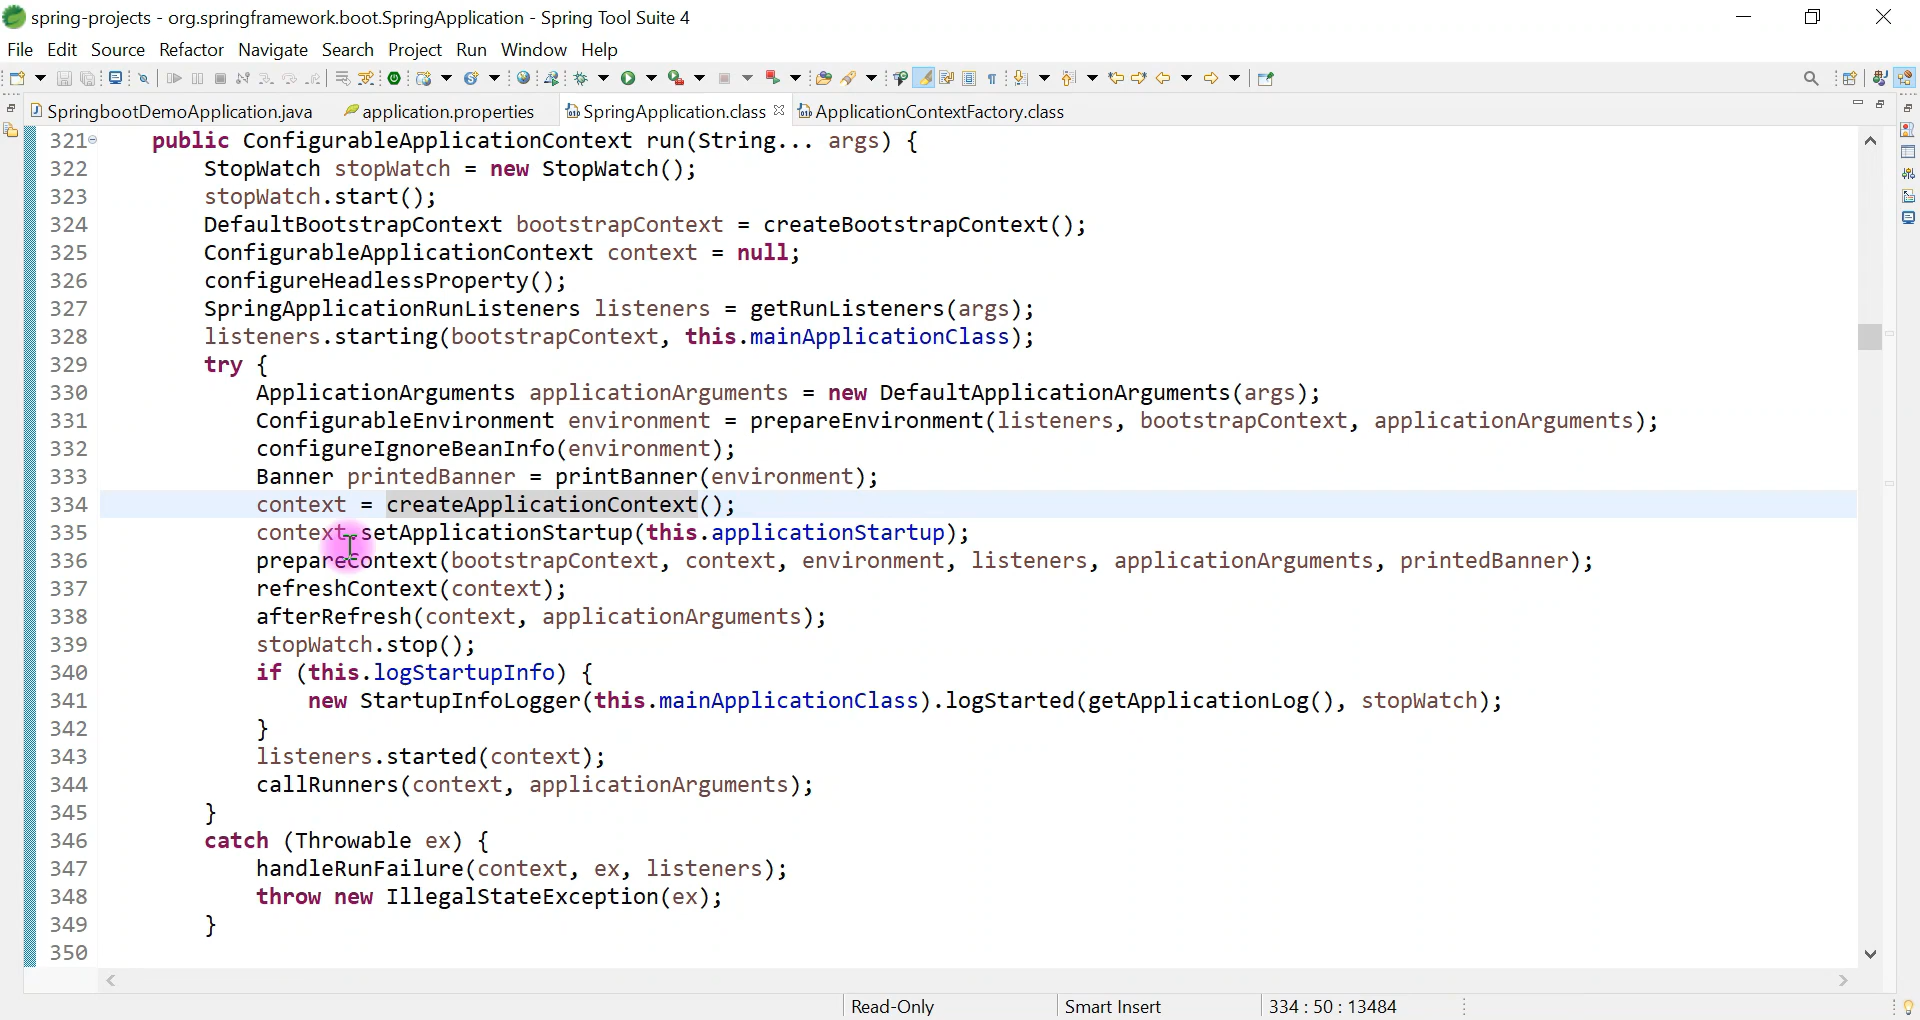 spring-projects - org.springframework.boot.SpringApplication - Spring Tool Suite 4
File Edit Source Refactor Navigate Search Project Run Window Help
SpringbootDemoApplication.java application.properties SpringApplication.class ApplicationContextFactory.class
321 public ConfigurableApplicationContext run(String... args) {
322 StopWatch stopWatch = new StopWatch();
323 stopWatch.start();
324 DefaultBootstrapContext bootstrapContext = createBootstrapContext();
325 ConfigurableApplicationContext context = null;
326 configureHeadlessProperty();
327 SpringApplicationRunListeners listeners = getRunListeners(args);
328 listeners.starting(bootstrapContext, this.mainApplicationClass);
329 try {
330 ApplicationArguments applicationArguments = new DefaultApplicationArguments(args);
331 ConfigurableEnvironment environment = prepareEnvironment(listeners, bootstrapContext, applicationArguments);
332 configureIgnoreBeanInfo(environment);
333 Banner printedBanner = printBanner(environment);
334 context = createApplicationContext();
335 context.setApplicationStartup(this.applicationStartup);
336 prepareContext(bootstrapContext, context, environment, listeners, applicationArguments, printedBanner);
337 refreshContext(context);
338 afterRefresh(context, applicationArguments);
339 stopWatch.stop();
340 if (this.logStartupInfo) {
341 new StartupInfoLogger(this.mainApplicationClass).logStarted(getApplicationLog(), stopWatch);
342 }
343 listeners.started(context);
344 callRunners(context, applicationArguments);
345 }
346 catch (Throwable ex) {
347 handleRunFailure(context, ex, listeners);
348 throw new IllegalStateException(ex);
349 }
350
Read-Only Smart Insert 334 : 50 : 13484